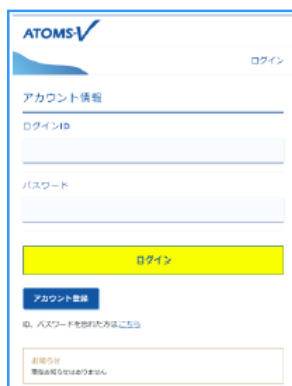 ATOMS-V
ログイン
アカウント情報
ログインID
パスワード
ログイン
アカウント登録
ID、パスワードを忘れた方はこちら
お知らせ
現在お知らせはありません